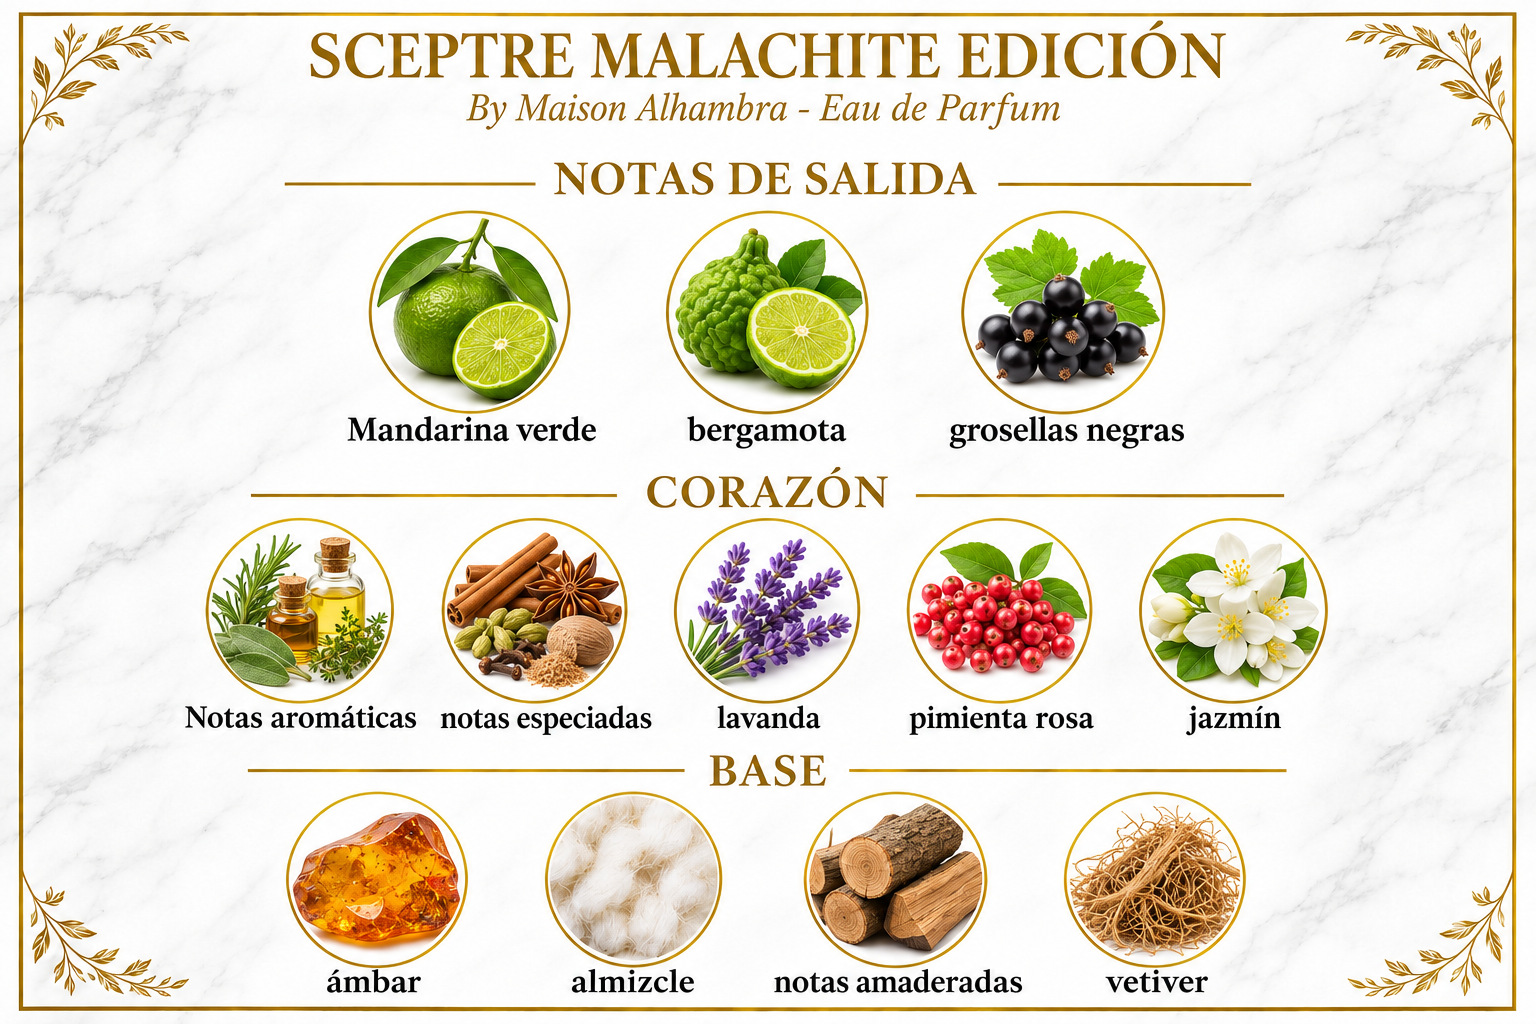 SCEPTRE MALACHITE EDICIÓN
By Maison Alhambra - Eau de Parfum
NOTAS DE SALIDA
Mandarina verde bergamota grosellas negras
CORAZÓN
Notas aromáticas notas especiadas lavanda pimienta rosa jazmín
BASE
ámbar almizcle notas amaderadas vetiver